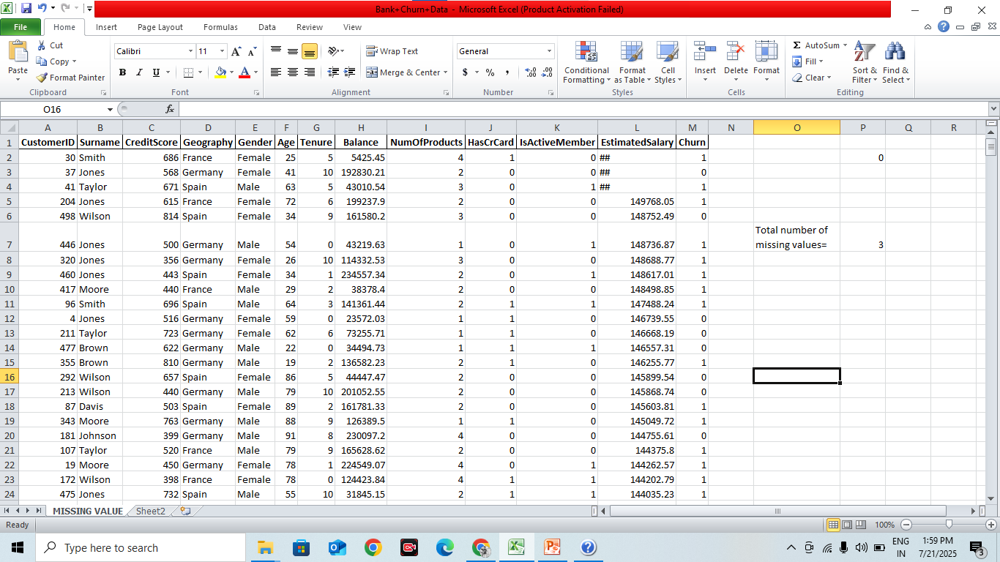 Bank+Churn+Data - Microsoft Excel (Product Activation Failed)
File Home Insert Page Layout Formulas Data Review View
Paste Cut Copy Format Painter
Calibri 11
B I U A A A
Wrap Text
Merge & Center
General
$ % , .0 .00 .00 .0
Conditional Formatting Format as Table Cell Styles
Insert Delete Format
Σ AutoSum Fill Clear
Sort & Filter Find & Select
Clipboard Font Alignment Number Styles Cells Editing
O16 fx
A B C D E F G H I J K L M N O P Q R
1 CustomerID Surname CreditScore Geography Gender Age Tenure Balance NumOfProducts HasCrCard IsActiveMember EstimatedSalary Churn
2 30 Smith 686 France Female 25 5 5425.45 4 1 0 ## 1 0
3 37 Jones 568 Germany Female 41 10 192830.21 2 0 0 ## 0
4 41 Taylor 671 Spain Male 63 5 43010.54 3 0 1 ## 1
5 204 Jones 615 France Female 72 6 199237.9 2 0 0 149768.05 1
6 498 Wilson 814 Spain Female 34 9 161580.2 3 0 0 148752.49 0
Total number of
7 446 Jones 500 Germany Male 54 0 43219.63 1 0 1 148736.87 1 missing values= 3
8 320 Jones 356 Germany Female 26 10 114332.53 3 0 0 148688.77 1
9 460 Jones 443 Spain Female 34 1 234557.34 2 0 1 148617.01 1
10 417 Moore 440 France Male 29 2 38378.4 2 0 0 148498.85 1
11 96 Smith 696 Spain Male 64 3 141361.44 2 1 1 147488.24 1
12 4 Jones 516 Germany Female 59 0 23572.03 1 1 0 146739.55 0
13 211 Taylor 723 Germany Female 62 6 73255.71 1 1 0 146668.19 0
14 477 Brown 622 Germany Male 22 0 34494.73 1 1 1 146557.31 0
15 355 Brown 810 Germany Male 19 2 136582.23 2 1 0 146255.77 1
16 292 Wilson 657 Spain Female 86 5 44447.47 2 0 0 145899.54 0
17 213 Wilson 440 Germany Male 79 10 201052.55 2 0 0 145868.74 0
18 87 Davis 503 Spain Female 89 2 161781.33 2 0 0 145603.81 1
19 343 Moore 763 Germany Male 88 9 126389.5 1 1 0 145049.72 1
20 181 Johnson 399 Germany Male 91 8 230097.2 4 0 0 144755.61 0
21 107 Taylor 520 France Male 79 9 165628.62 2 0 0 144375.8 1
22 19 Moore 450 Germany Female 78 1 224549.07 4 0 1 144262.57 1
23 172 Wilson 398 France Female 78 0 124423.84 4 1 1 144202.79 1
24 475 Jones 732 Spain Male 55 10 31845.15 2 1 1 144035.23 1
MISSING VALUE Sheet2
Ready 100%
Type here to search
ENG 1:59 PM
IN 7/21/2025 3